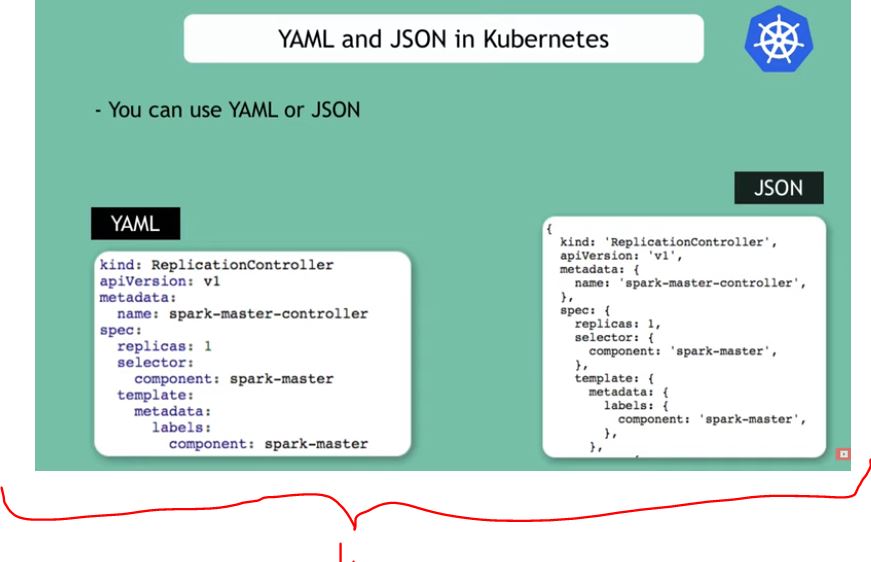 YAML and JSON in Kubernetes
- You can use YAML or JSON
YAML
kind: ReplicationController
apiVersion: v1
metadata:
  name: spark-master-controller
spec:
  replicas: 1
  selector:
    component: spark-master
  template:
    metadata:
      labels:
        component: spark-master
JSON
{
  kind: 'ReplicationController',
  apiVersion: 'v1',
  metadata: {
    name: 'spark-master-controller',
  },
  spec: {
    replicas: 1,
    selector: {
      component: 'spark-master',
    },
    template: {
      metadata: {
        labels: {
          component: 'spark-master',
        },
      },